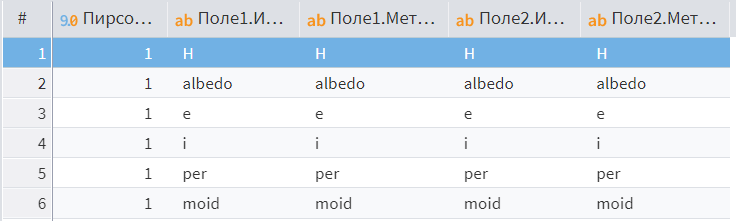 # 9.0 Пирсо... ab Поле1.И... ab Поле1.Мет... ab Поле2.И... ab Поле2.Мет...
1 1 H H H H
2 1 albedo albedo albedo albedo
3 1 e e e e
4 1 i i i i
5 1 per per per per
6 1 moid moid moid moid